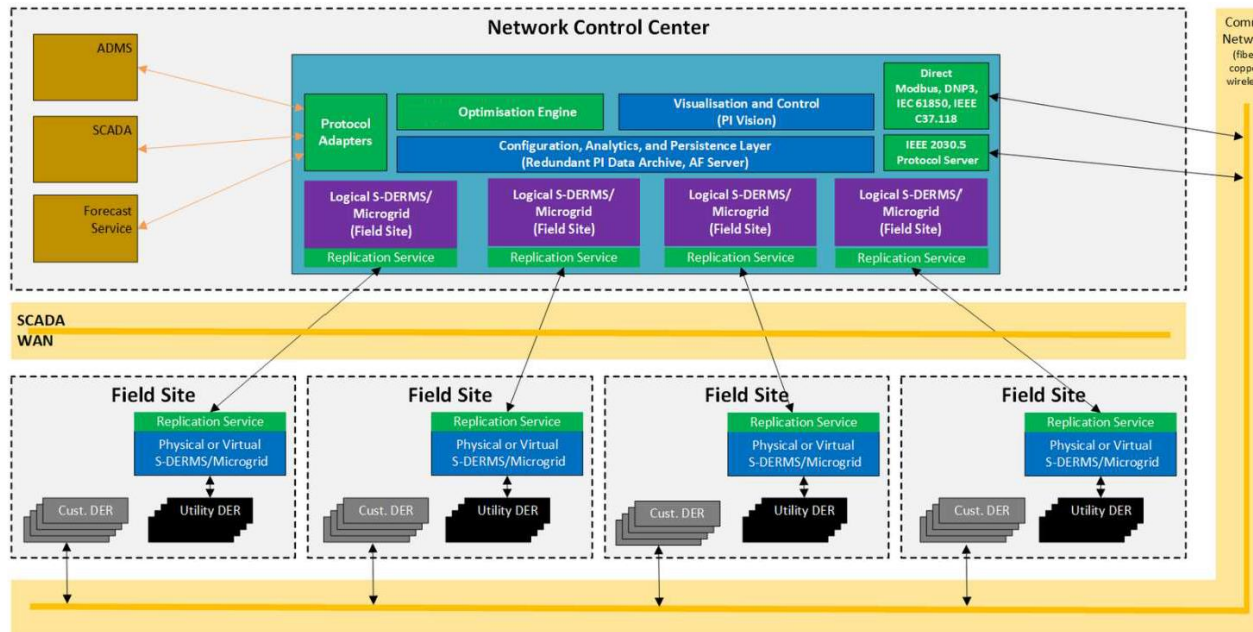 Network Control Center
ADMS
SCADA
Forecast
Service
Protocol
Adapters
Optimisation Engine
Visualisation and Control
(PI Vision)
Configuration, Analytics, and Persistence Layer
(Redundant PI Data Archive, AF Server)
Direct
Modbus, DNP3,
IEC 61850, IEEE
C37.118
IEEE 2030.5
Protocol Server
Logical S-DERMS/
Microgrid
(Field Site)
Replication Service
Logical S-DERMS/
Microgrid
(Field Site)
Replication Service
Logical S-DERMS/
Microgrid
(Field Site)
Replication Service
Logical S-DERMS/
Microgrid
(Field Site)
Replication Service
Comm
Netw
(fibe
coppe
wirele
SCADA
WAN
Field Site
Replication Service
Physical or Virtual
S-DERMS/Microgrid
Cust. DER
Utility DER
Field Site
Replication Service
Physical or Virtual
S-DERMS/Microgrid
Cust. DER
Utility DER
Field Site
Replication Service
Physical or Virtual
S-DERMS/Microgrid
Cust. DER
Utility DER
Field Site
Replication Service
Physical or Virtual
S-DERMS/Microgrid
Cust. DER
Utility DER